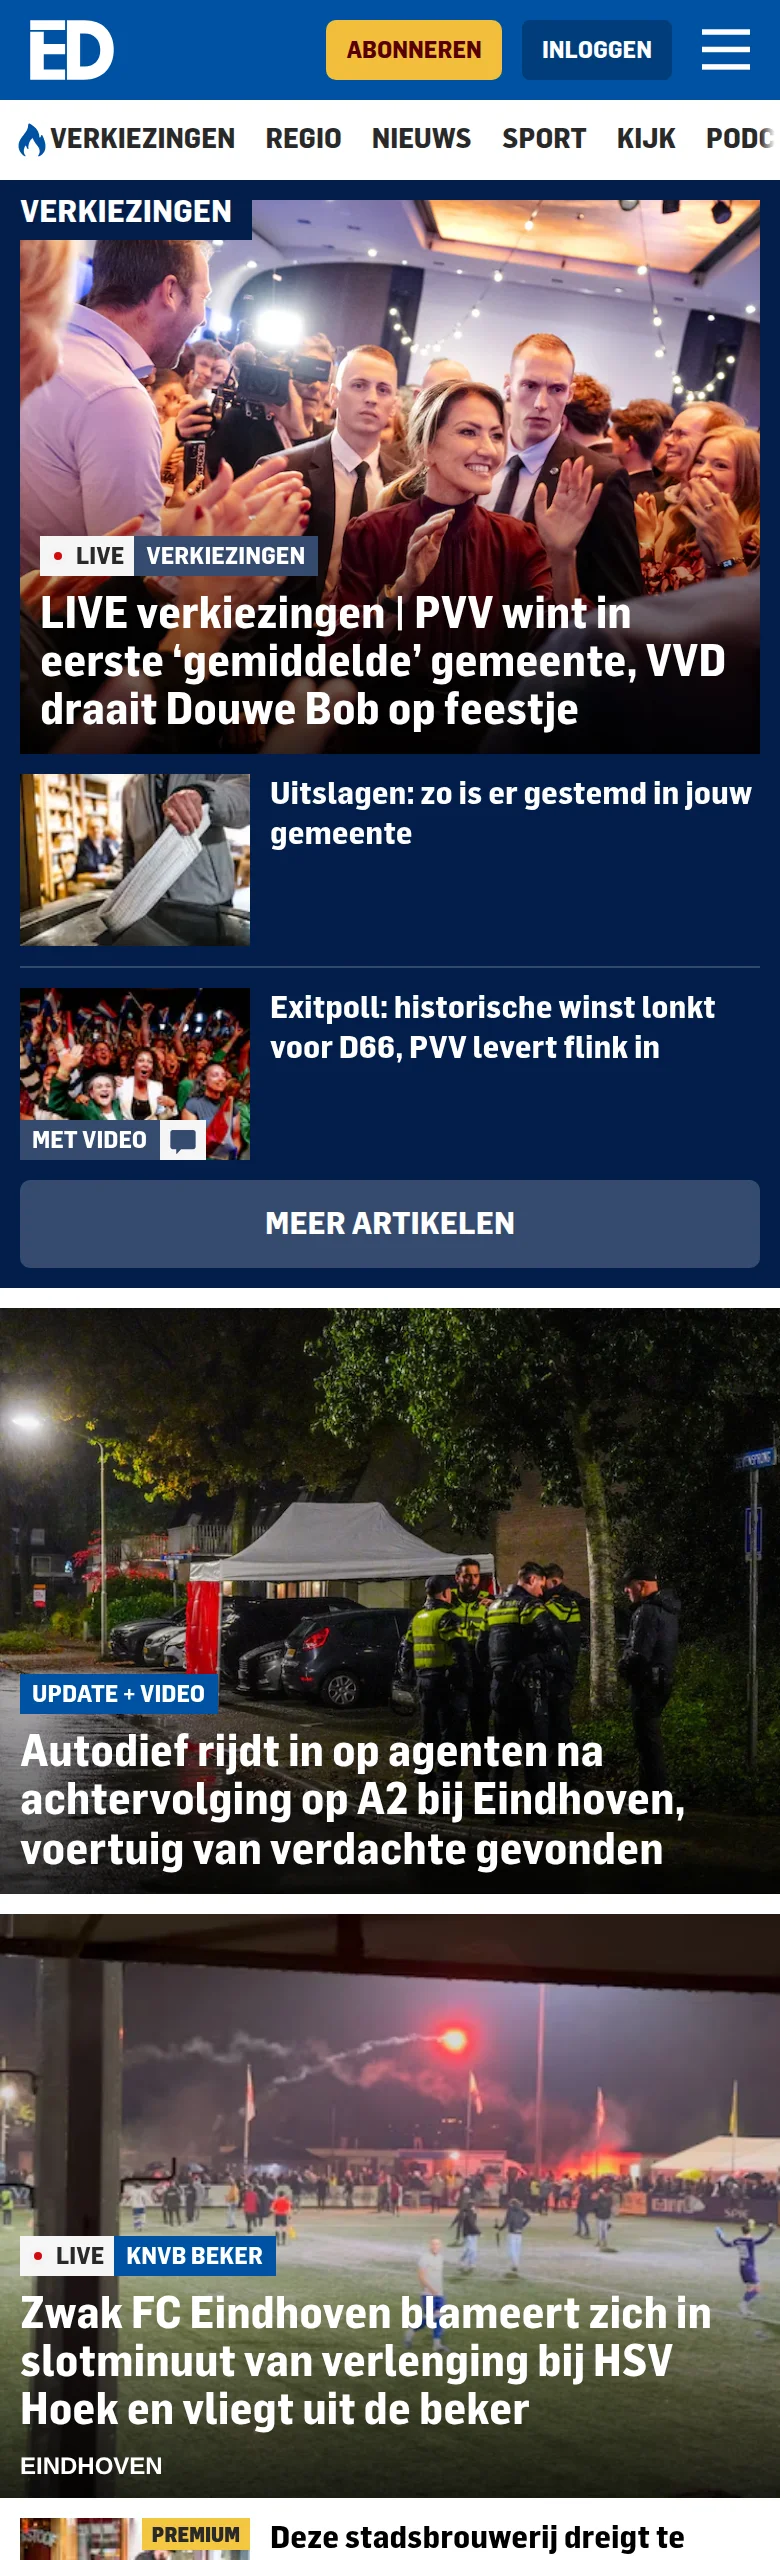 ED
ABONNEREN
INLOGGEN
VERKIEZINGEN
REGIO
NIEUWS
SPORT
KIJK
PODC
VERKIEZINGEN
LIVE
VERKIEZINGEN
LIVE verkiezingen | PVV wint in
eerste ‘gemiddelde’ gemeente, VVD
draait Douwe Bob op feestje
Uitslagen: zo is er gestemd in jouw
gemeente
Exitpoll: historische winst lonkt
voor D66, PVV levert flink in
MET VIDEO
MEER ARTIKELEN
UPDATE + VIDEO
Autodief rijdt in op agenten na
achtervolging op A2 bij Eindhoven,
voertuig van verdachte gevonden
LIVE
KNVB BEKER
Zwak FC Eindhoven blameert zich in
slotminuut van verlenging bij HSV
Hoek en vliegt uit de beker
EINDHOVEN
PREMIUM
Deze stadsbrouwerij dreigt te